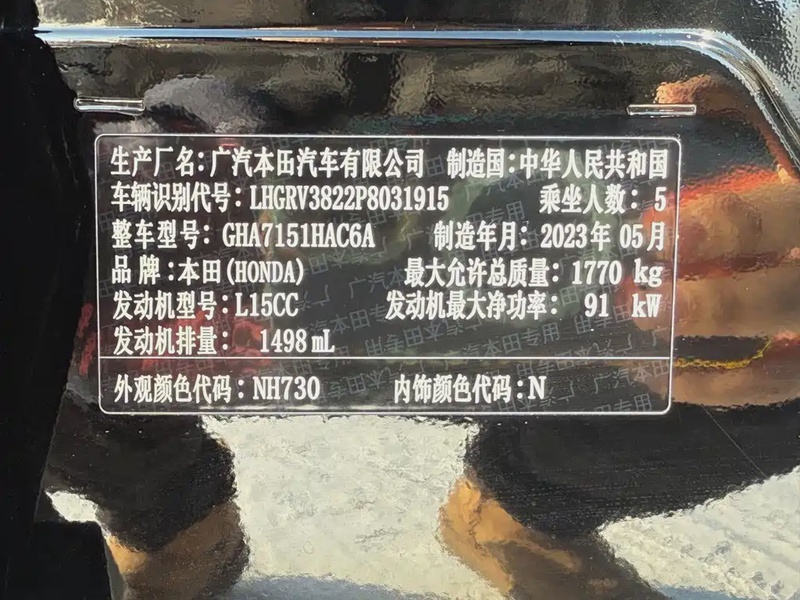 生产厂名:广汽本田汽车有限公司 制造国:中华人民共和国
车辆识别代号:LHGRV3822P8031915 乘坐人数:5
整车型号:GHA7151HAC6A 制造年月:2023年05月
品牌:本田(HONDA) 最大允许总质量:1770 kg
发动机型号:L15CC 发动机最大净功率:91 kW
发动机排量:1498mL
外观颜色代码:NH730 内饰颜色代码:N